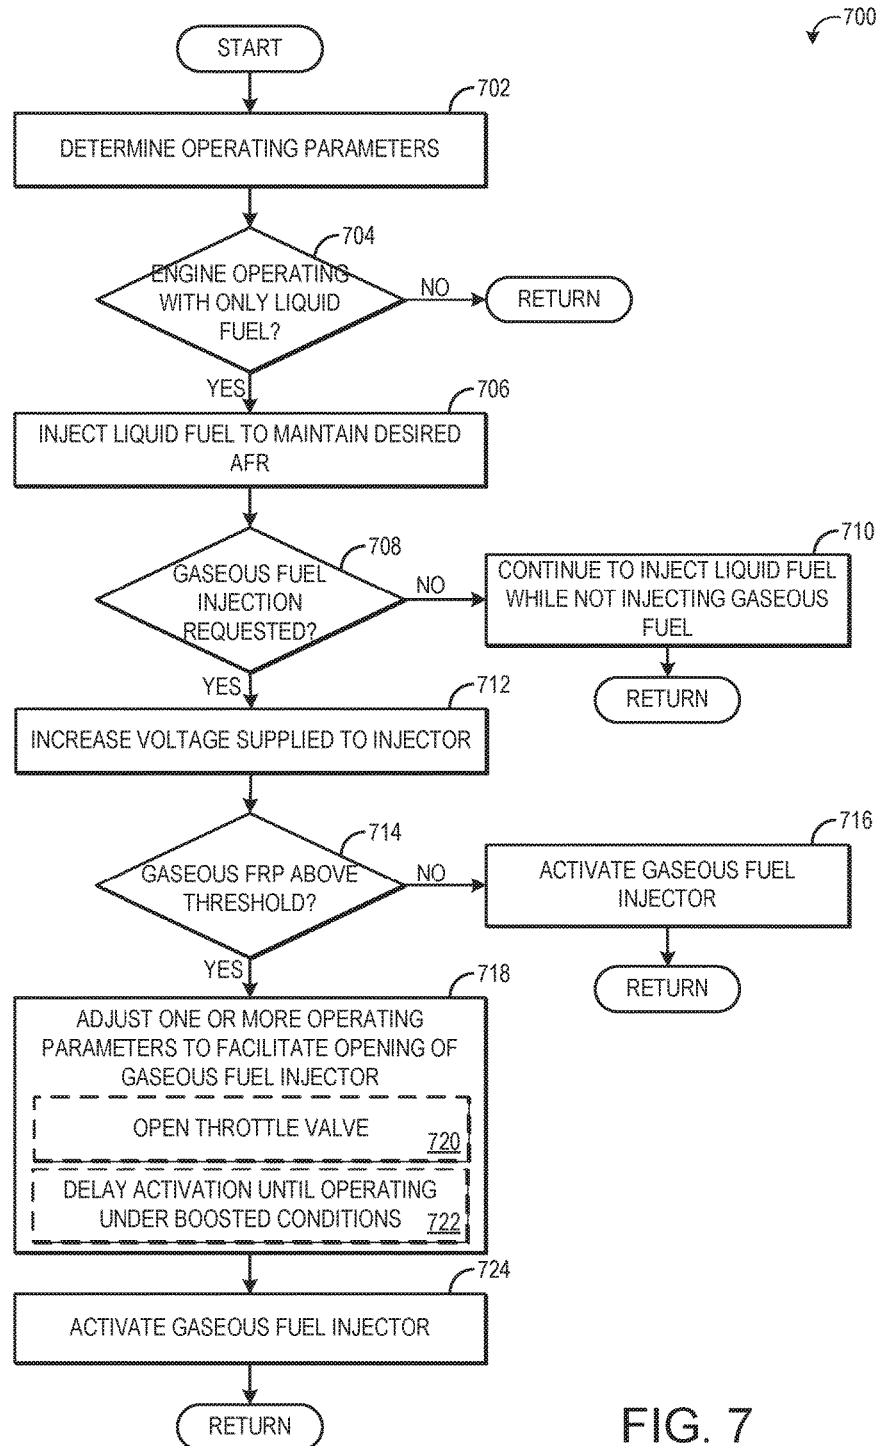 700
START
702
DETERMINE OPERATING PARAMETERS
704
ENGINE OPERATING
WITH ONLY LIQUID
FUEL?
NO
RETURN
YES
706
INJECT LIQUID FUEL TO MAINTAIN DESIRED
AFR
708
GASEOUS FUEL
INJECTION
REQUESTED?
NO
710
CONTINUE TO INJECT LIQUID FUEL
WHILE NOT INJECTING GASEOUS
FUEL
RETURN
YES
712
INCREASE VOLTAGE SUPPLIED TO INJECTOR
714
GASEOUS FRP ABOVE
THRESHOLD?
NO
716
ACTIVATE GASEOUS FUEL
INJECTOR
RETURN
YES
718
ADJUST ONE OR MORE OPERATING
PARAMETERS TO FACILITATE OPENING OF
GASEOUS FUEL INJECTOR
OPEN THROTTLE VALVE
720
DELAY ACTIVATION UNTIL OPERATING
UNDER BOOSTED CONDITIONS
722
724
ACTIVATE GASEOUS FUEL INJECTOR
RETURN
FIG. 7